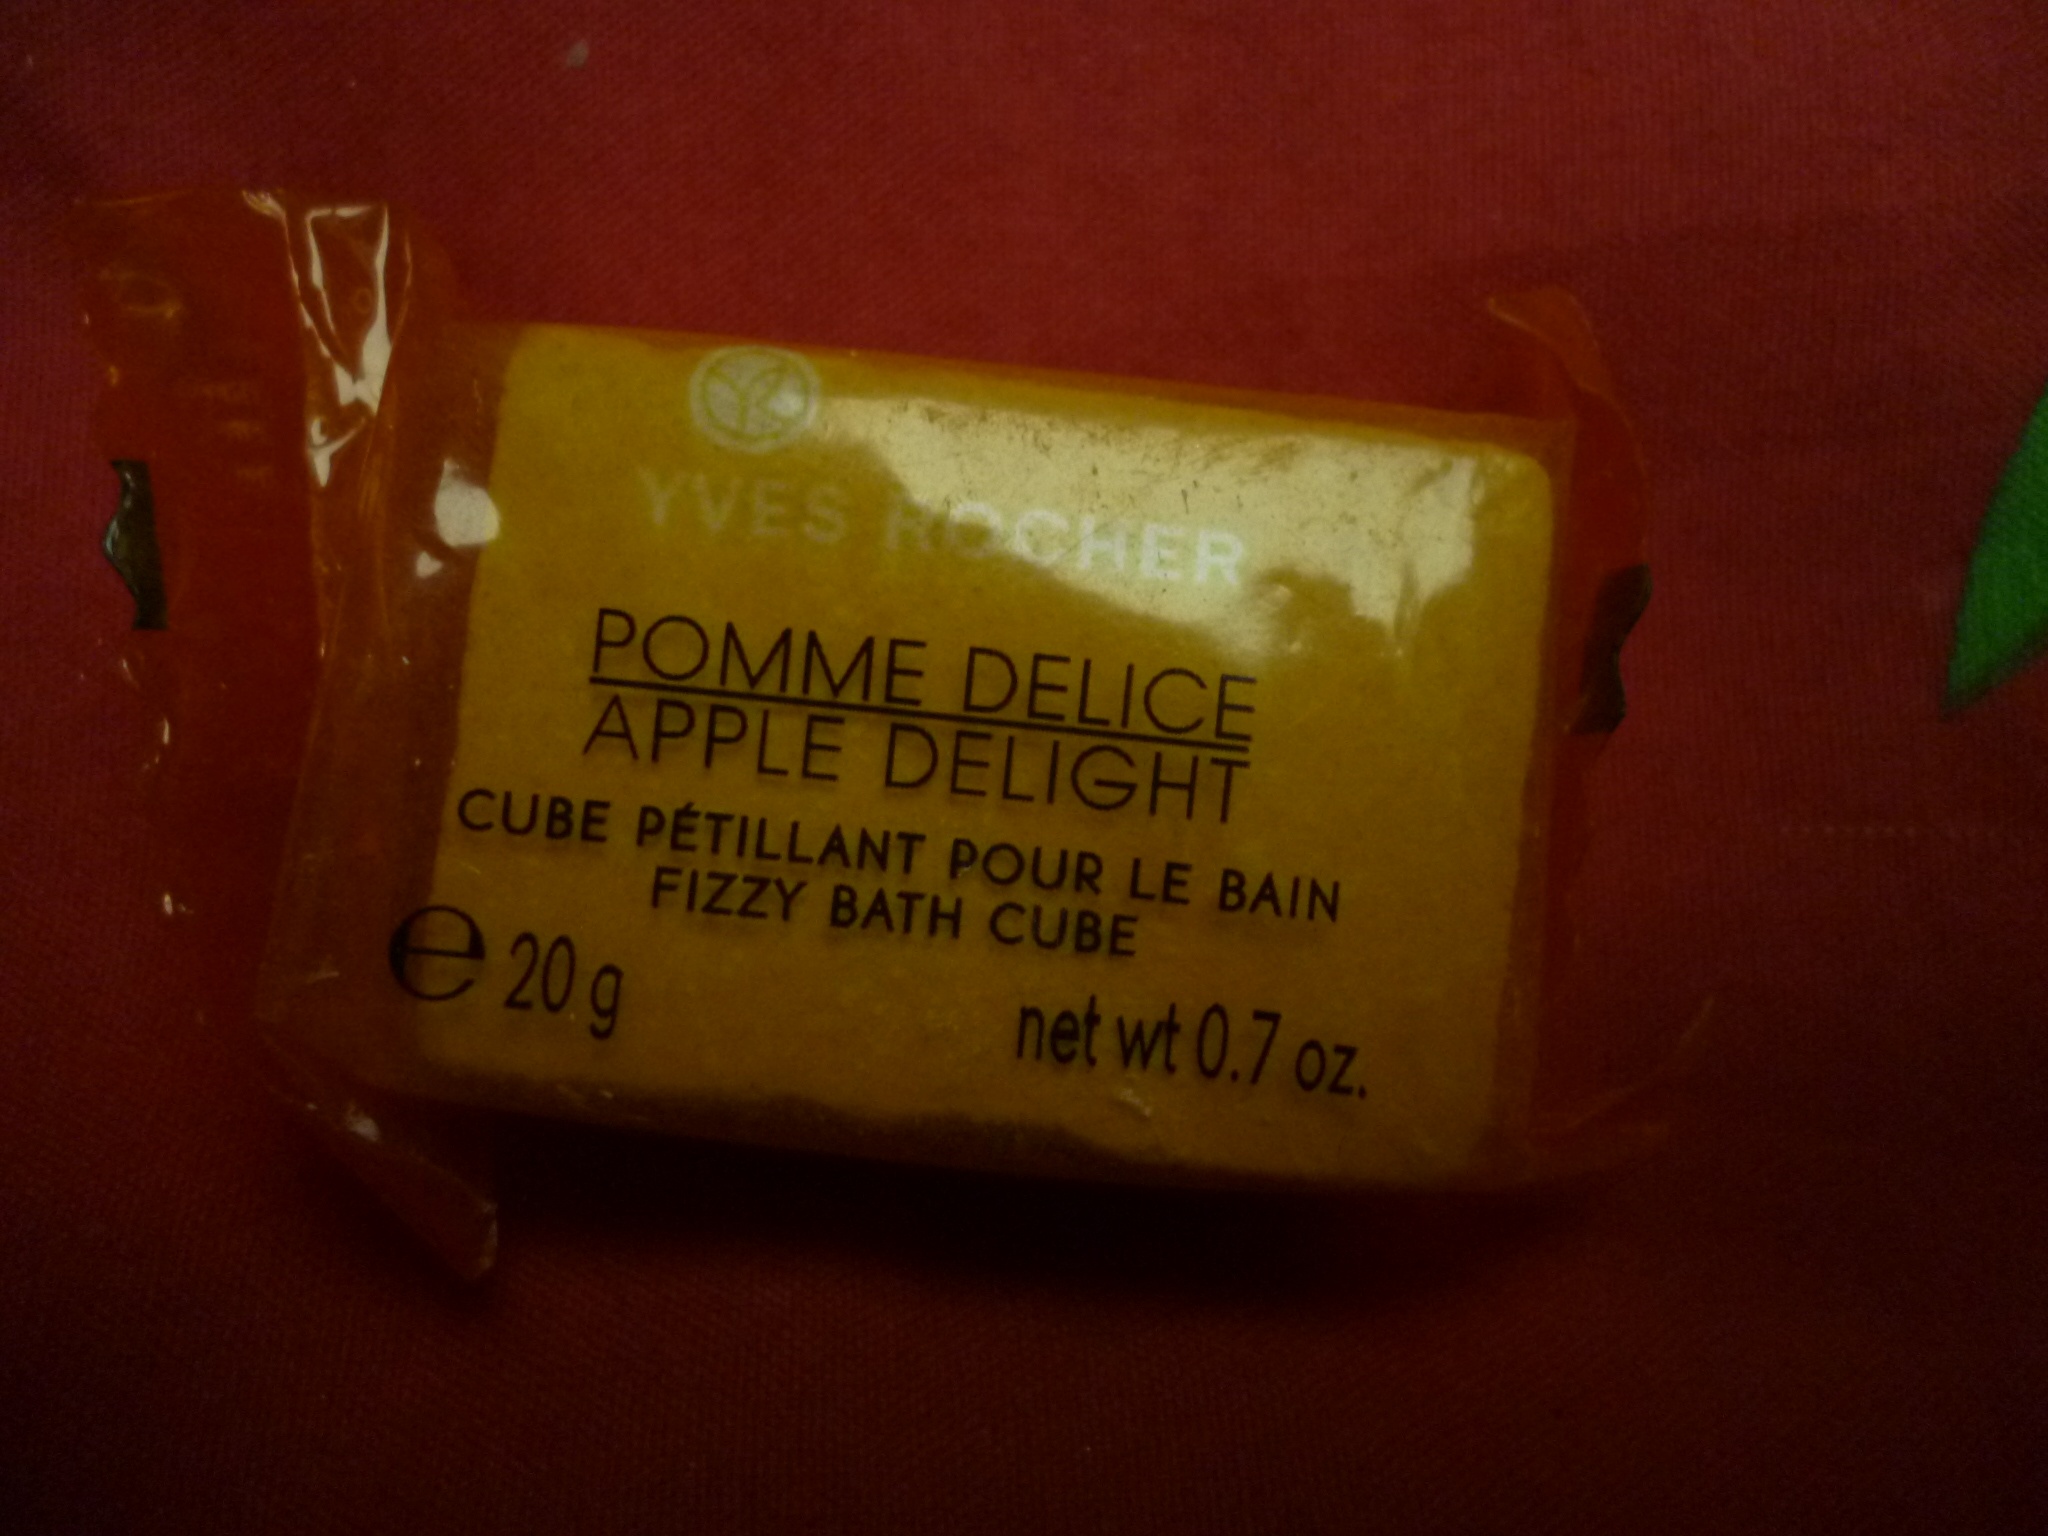 YVES ROCHER
POMME DELICE
APPLE DELIGHT
CUBE PÉTILLANT POUR LE BAIN
FIZZY BATH CUBE
e 20 g net wt 0.7 oz.